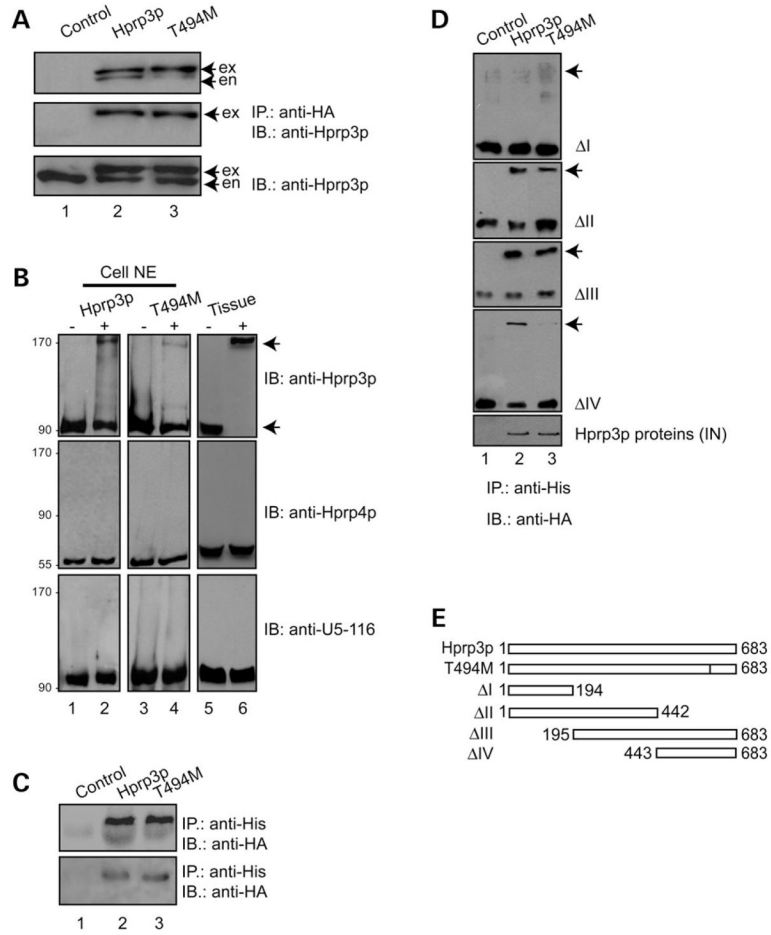 A
Control
Hprp3p
T494M
ex
en
ex
IP.: anti-HA
IB.: anti-Hprp3p
ex
en
IB.: anti-Hprp3p
1 2 3
B
Cell NE
Hprp3p
T494M
Tissue
- + - + - +
170
90
IB: anti-Hprp3p
170
90
55
IB: anti-Hprp4p
170
90
IB: anti-U5-116
1 2 3 4 5 6
C
Control
Hprp3p
T494M
IP.: anti-His
IB.: anti-HA
IP.: anti-His
IB.: anti-HA
1 2 3
D
Control
Hprp3p
T494M
ΔI
ΔII
ΔIII
ΔIV
Hprp3p proteins (IN)
1 2 3
IP.: anti-His
IB.: anti-HA
E
Hprp3p 1 683
T494M 1 683
ΔI 1 194
ΔII 1 442
ΔIII 195 683
ΔIV 443 683